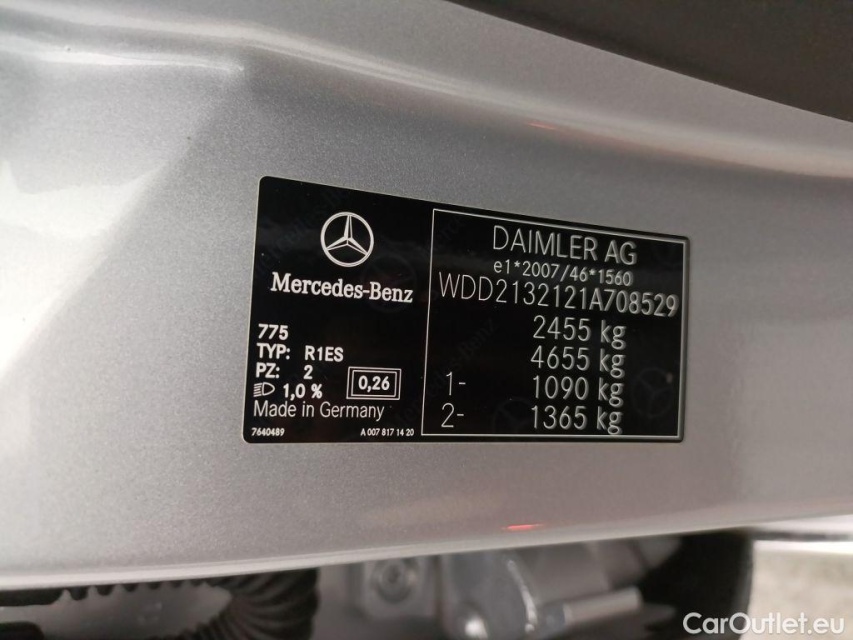 Mercedes-Benz
775
TYP: R1ES
PZ: 2
1,0 % 0,26
Made in Germany
7640489 A 007 817 14 20
DAIMLER AG
e1*2007/46*1560
WDD2132121A708529
2455 kg
4655 kg
1- 1090 kg
2- 1365 kg
CarOutlet.eu